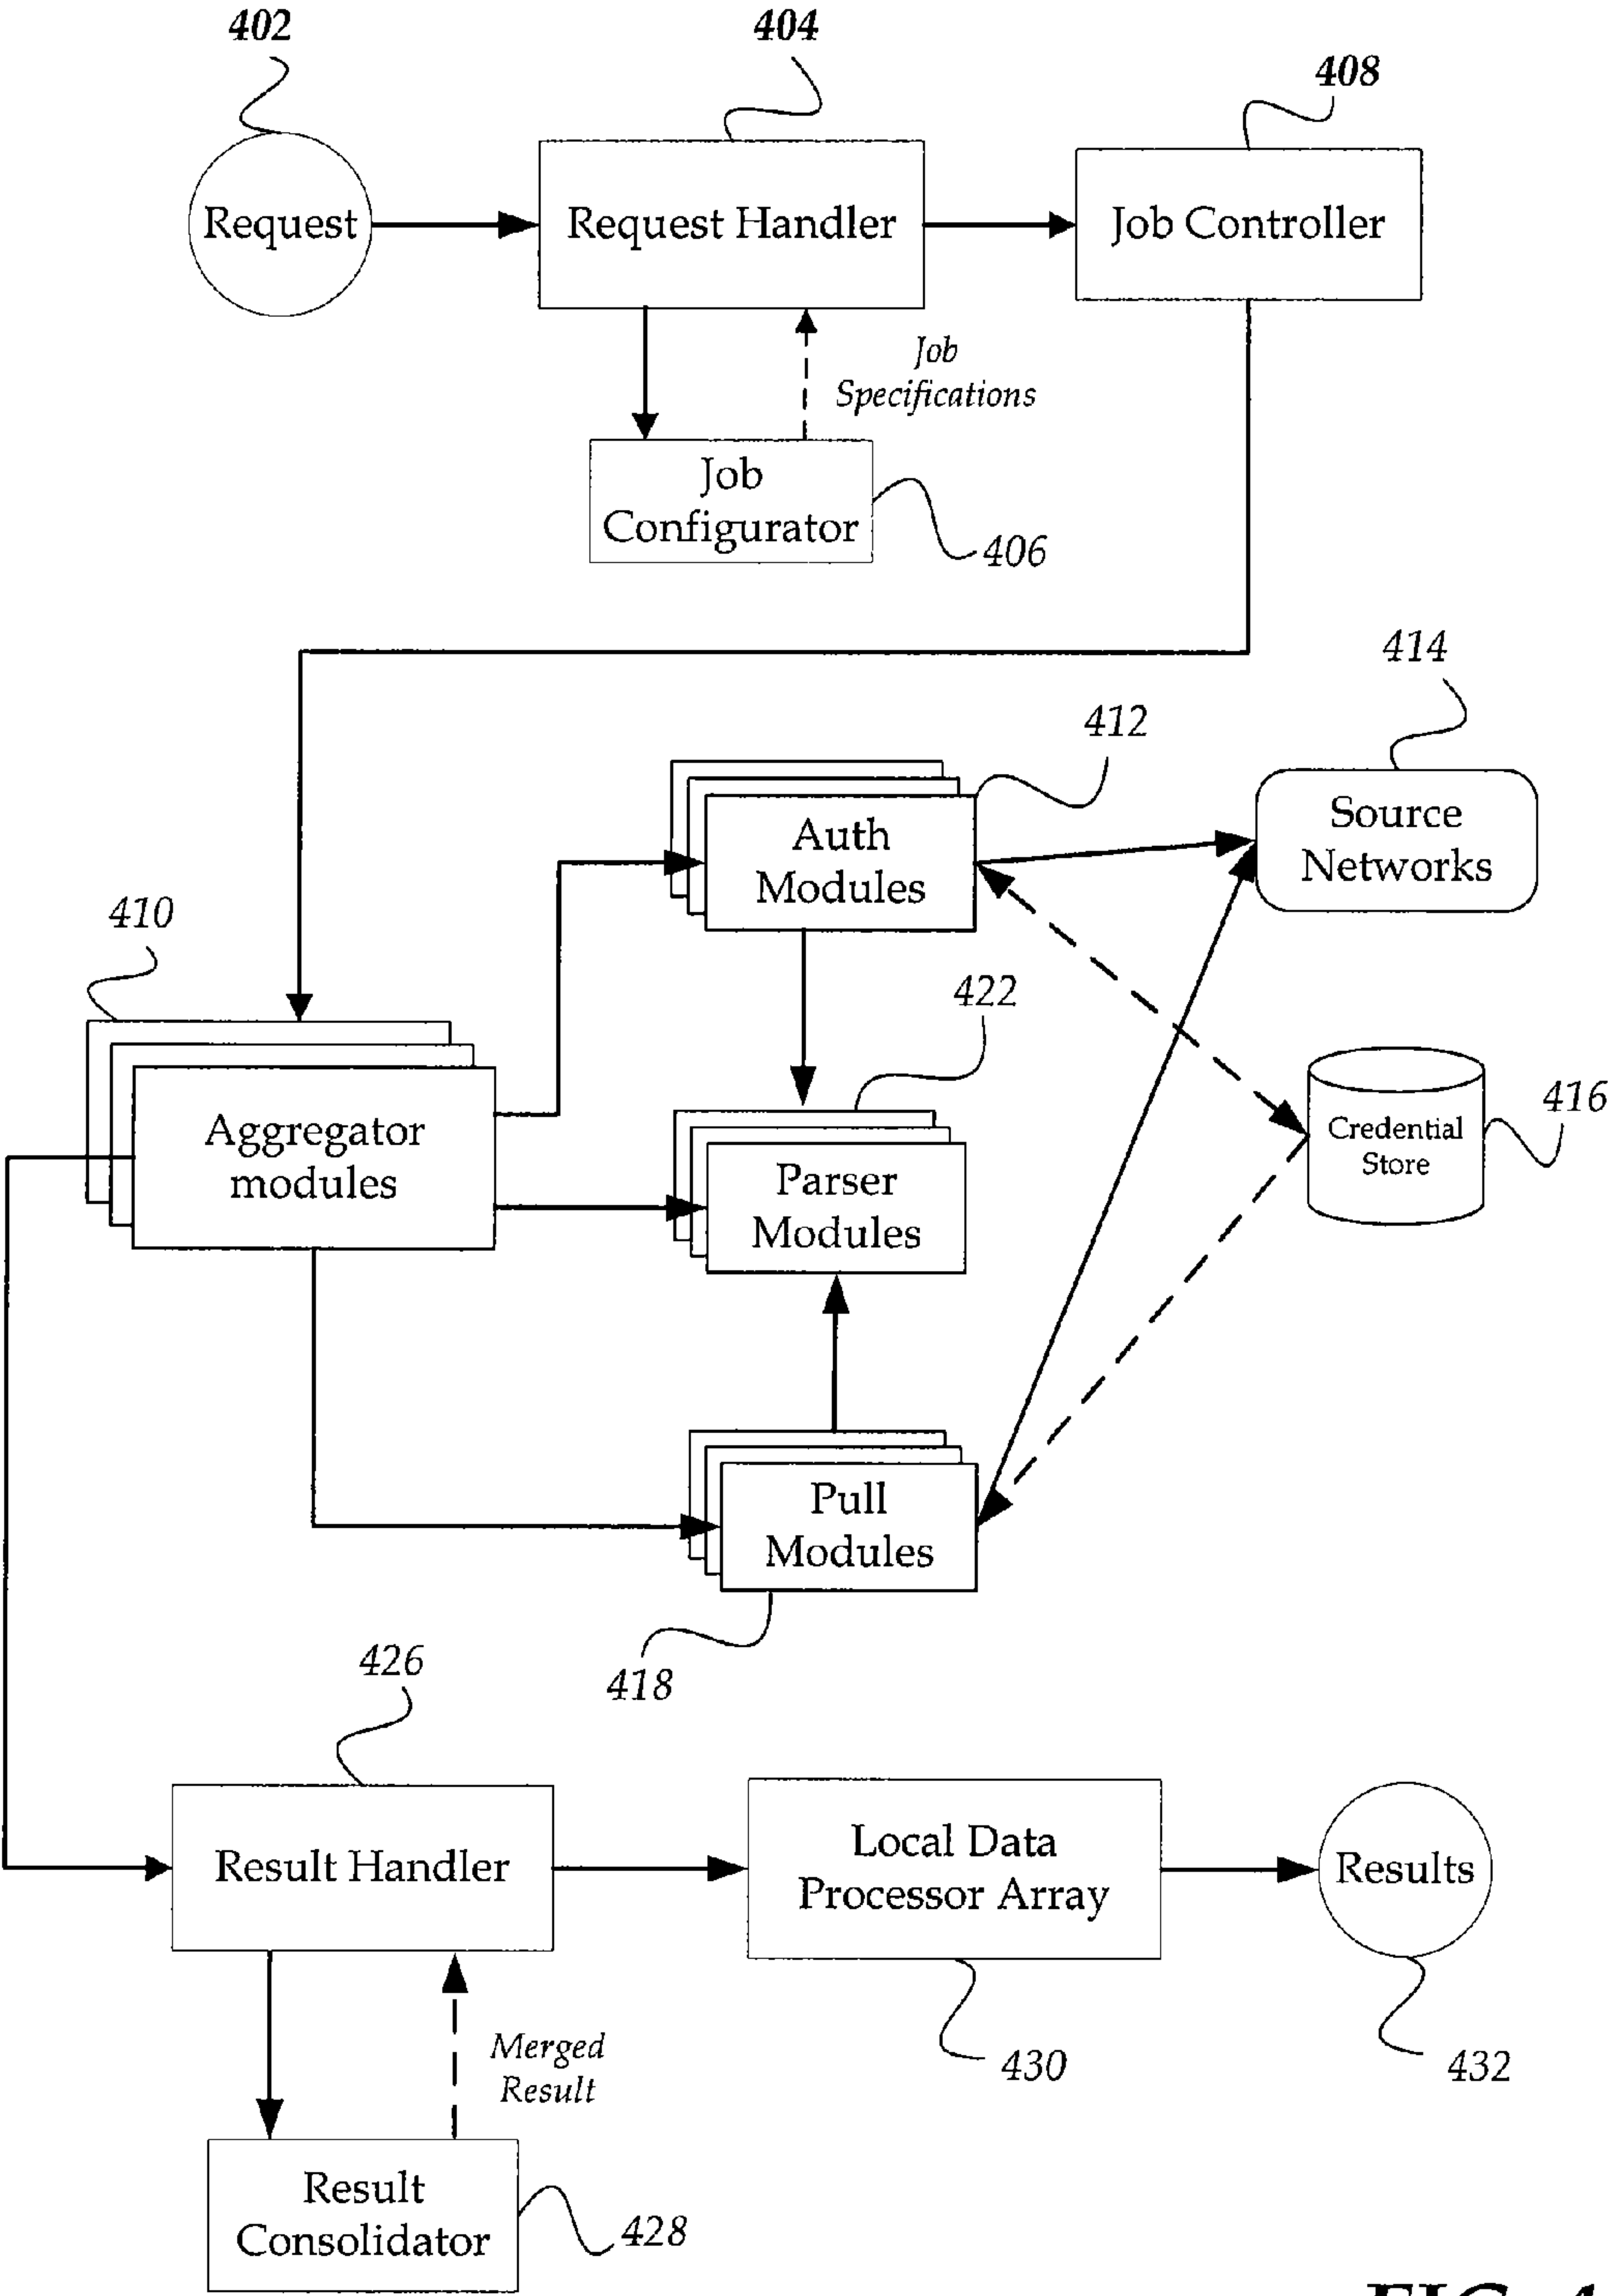 402
404
408
Request
Request Handler
Job Controller
Job
Specifications
Job
Configurator
406
414
412
Source
Networks
Auth
Modules
410
422
416
Credential
Store
Aggregator
modules
Parser
Modules
Pull
Modules
418
426
Result Handler
Local Data
Processor Array
Results
Merged
Result
430
432
Result
Consolidator
428